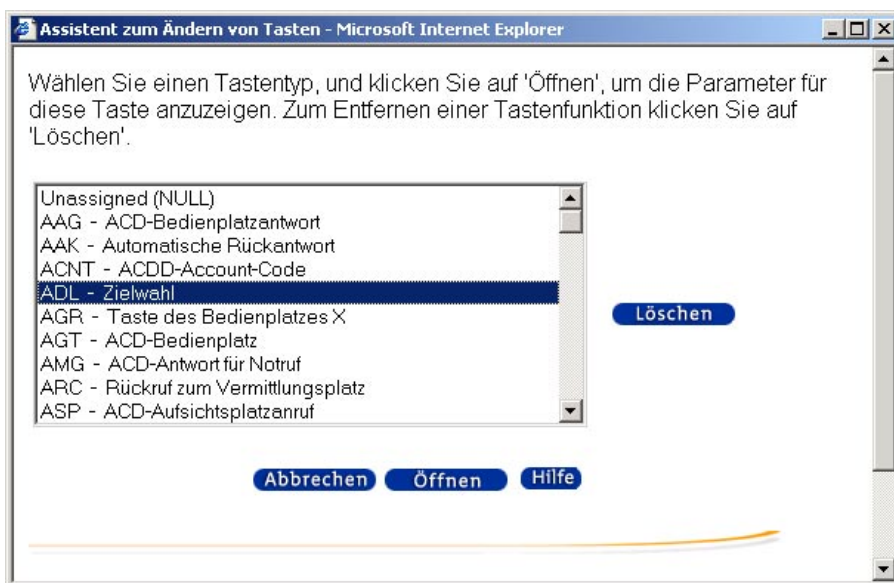 Assistent zum Ändern von Tasten - Microsoft Internet Explorer
Wählen Sie einen Tastentyp, und klicken Sie auf 'Öffnen', um die Parameter für
diese Taste anzuzeigen. Zum Entfernen einer Tastenfunktion klicken Sie auf
'Löschen'.
Unassigned (NULL)
AAG - ACD-Bedienplatzantwort
AAK - Automatische Rückantwort
ACNT - ACDD-Account-Code
ADL - Zielwahl
AGR - Taste des Bedienplatzes X
AGT - ACD-Bedienplatz
AMG - ACD-Antwort für Notruf
ARC - Rückruf zum Vermittlungsplatz
ASP - ACD-Aufsichtsplatzanruf
Löschen
Abbrechen Öffnen Hilfe